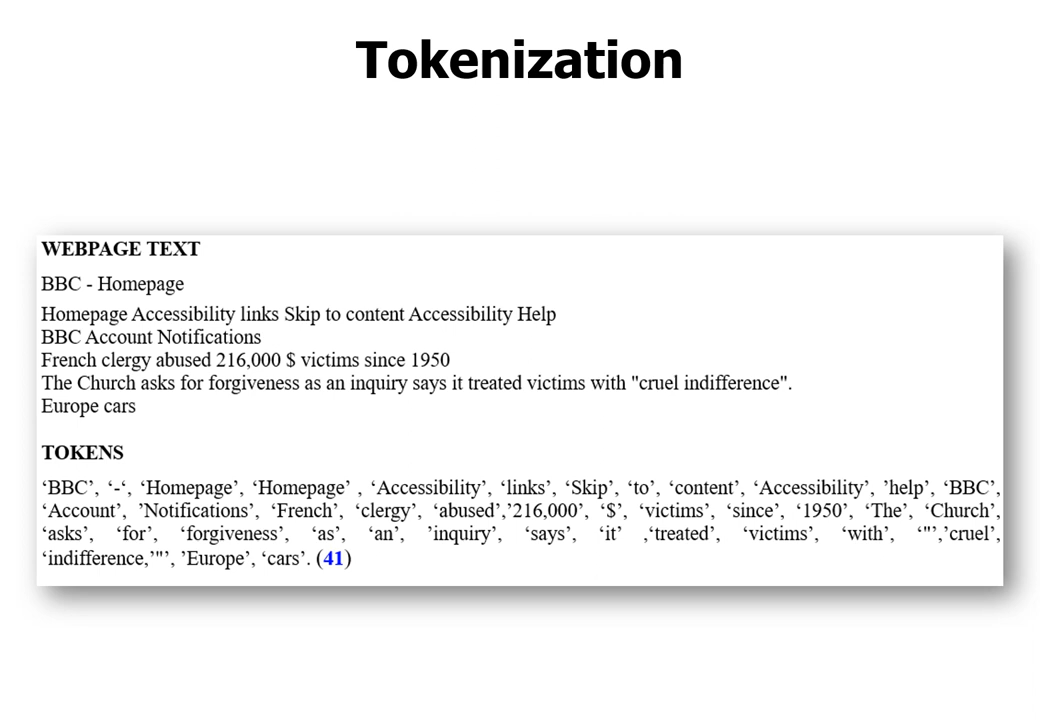 Tokenization
WEBPAGE TEXT
BBC - Homepage
Homepage Accessibility links Skip to content Accessibility Help
BBC Account Notifications
French clergy abused 216,000 $ victims since 1950
The Church asks for forgiveness as an inquiry says it treated victims with "cruel indifference".
Europe cars
TOKENS
‘BBC’, ‘-‘, ‘Homepage’, ‘Homepage’ , ‘Accessibility’, ‘links’, ‘Skip’, ‘to’, ‘content’, ‘Accessibility’, ’help’, ‘BBC’,
‘Account’, ’Notifications’, ‘French’, ‘clergy’, ‘abused’,’216,000’, ‘$’, ‘victims’, ‘since’, ‘1950’, ‘The’, ‘Church’,
‘asks’, ‘for’, ‘forgiveness’, ‘as’, ‘an’, ’inquiry’, ‘says’, ‘it’ ,‘treated’, ‘victims’, ‘with’, ‘"’,’cruel’,
‘indifference,’"’, ’Europe’, ‘cars’. (41)